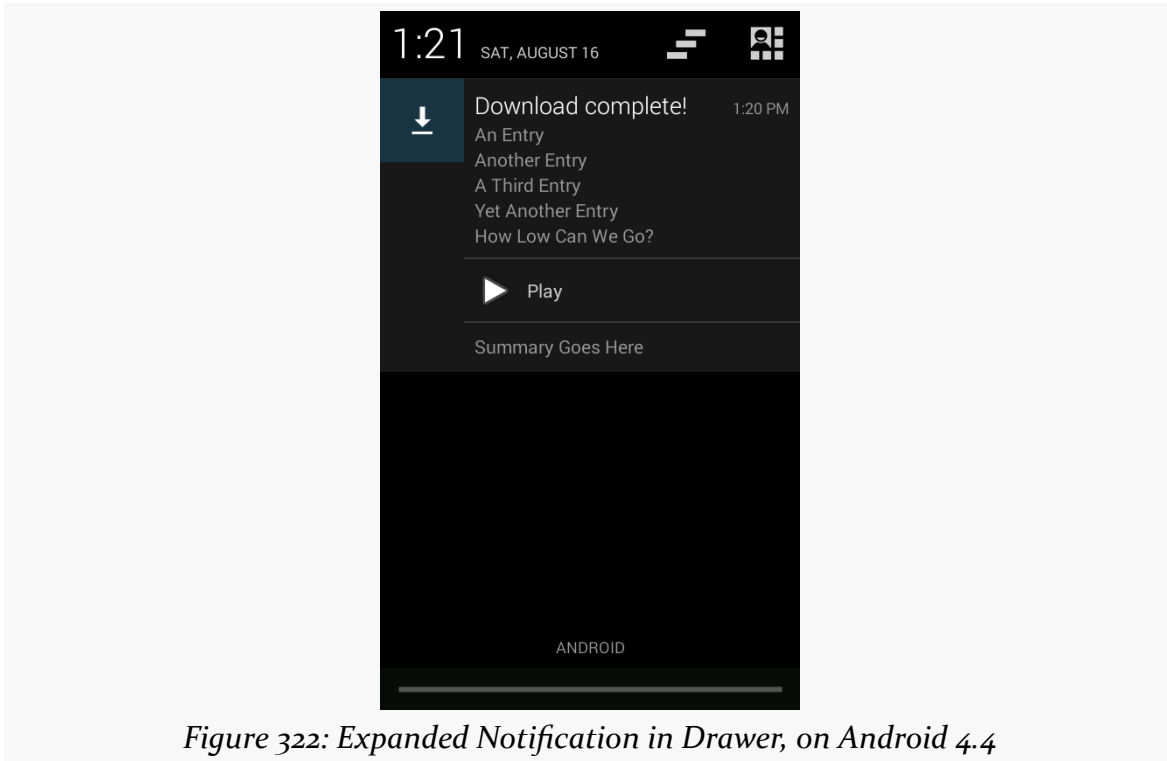 1:21 SAT, AUGUST 16
Download complete! 1:20 PM
An Entry
Another Entry
A Third Entry
Yet Another Entry
How Low Can We Go?
Play
Summary Goes Here
ANDROID
Figure 322: Expanded Notification in Drawer, on Android 4.4